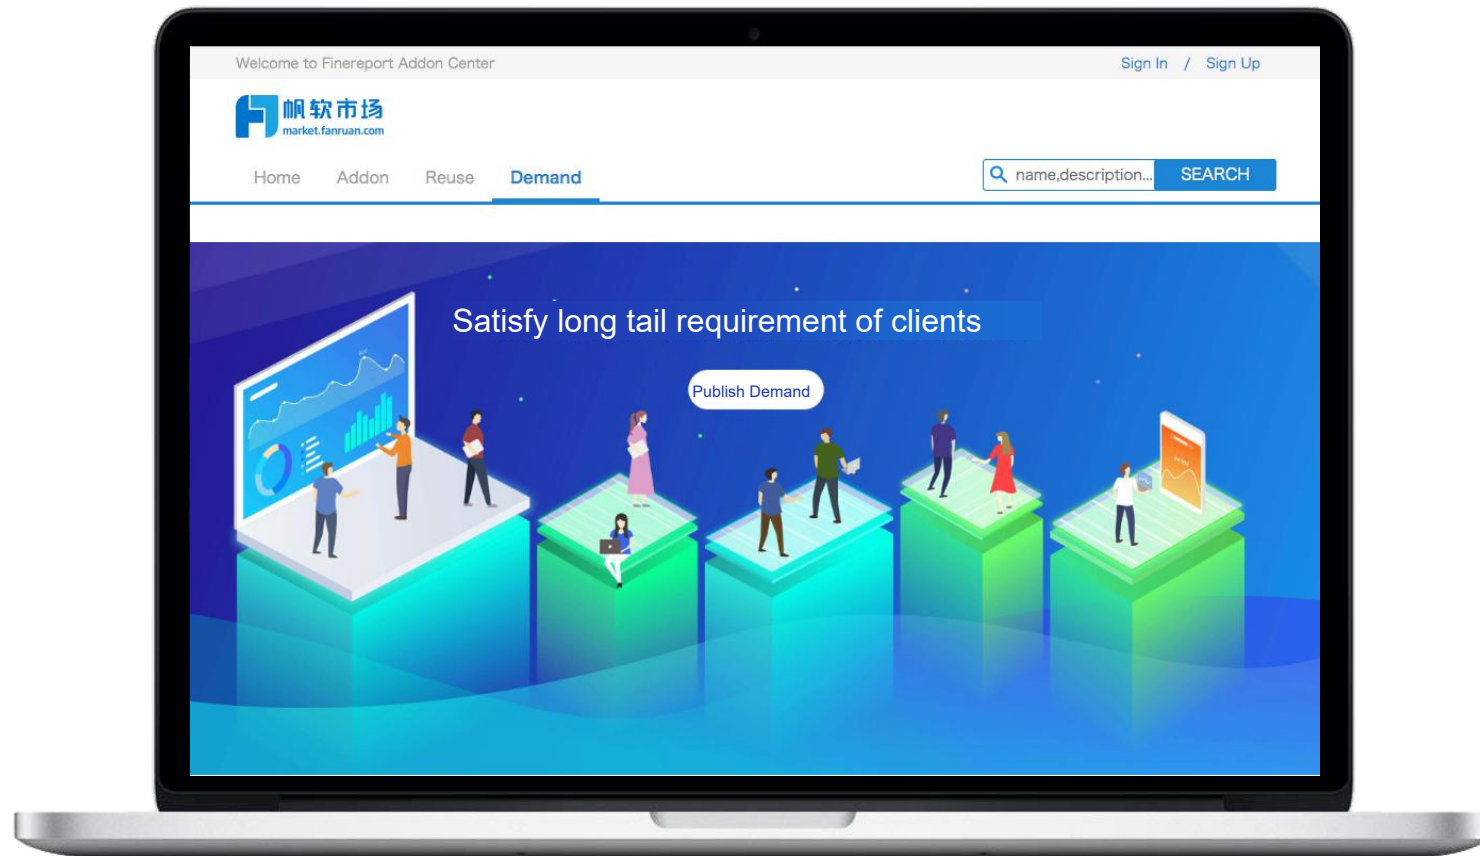 Welcome to Finereport Addon Center
Sign In / Sign Up
帆软市场
market.fanruan.com
Home Addon Reuse Demand
name,description... SEARCH
Satisfy long tail requirement of clients
Publish Demand